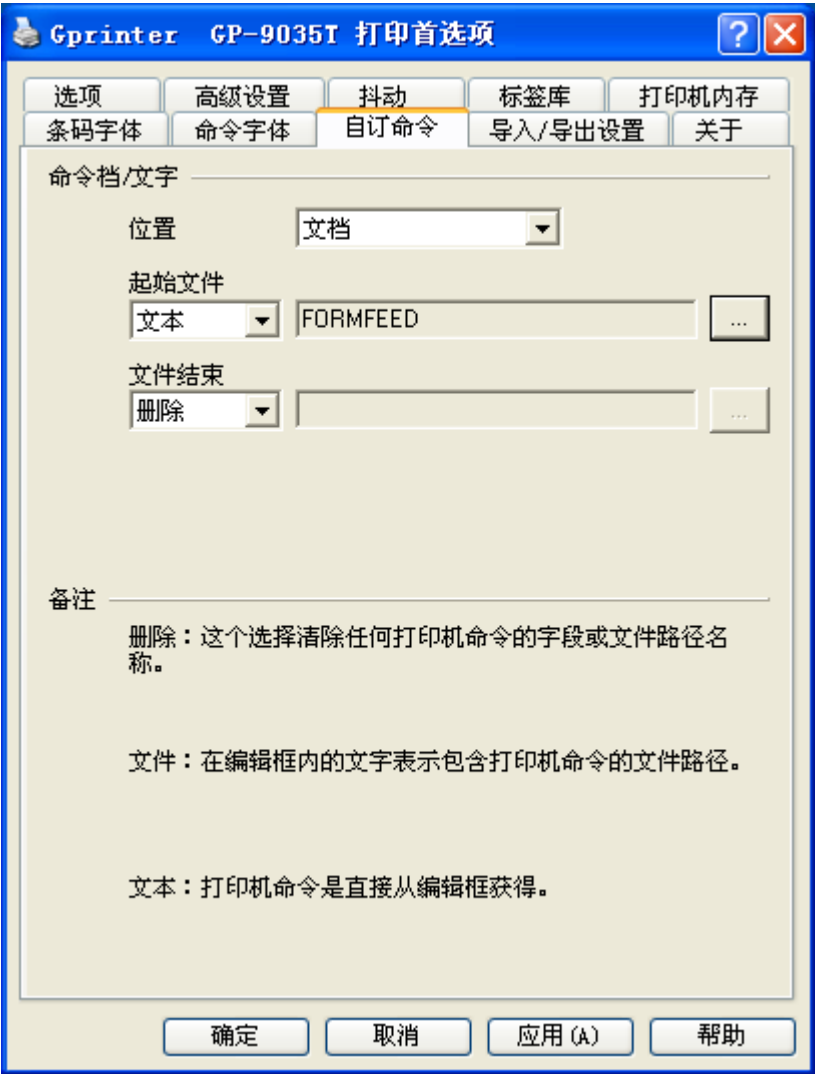 Gprinter GP-9035T 打印首选项
选项 高级设置 抖动 标签库 打印机内存
条码字体 命令字体 自订命令 导入/导出设置 关于
命令档/文字
位置 文档
起始文件
文本 FORMFEED ...
文件结束
删除 ...
备注
删除：这个选择清除任何打印机命令的字段或文件路径名
称。
文件：在编辑框内的文字表示包含打印机命令的文件路径。
文本：打印机命令是直接从编辑框获得。
确定 取消 应用(A) 帮助